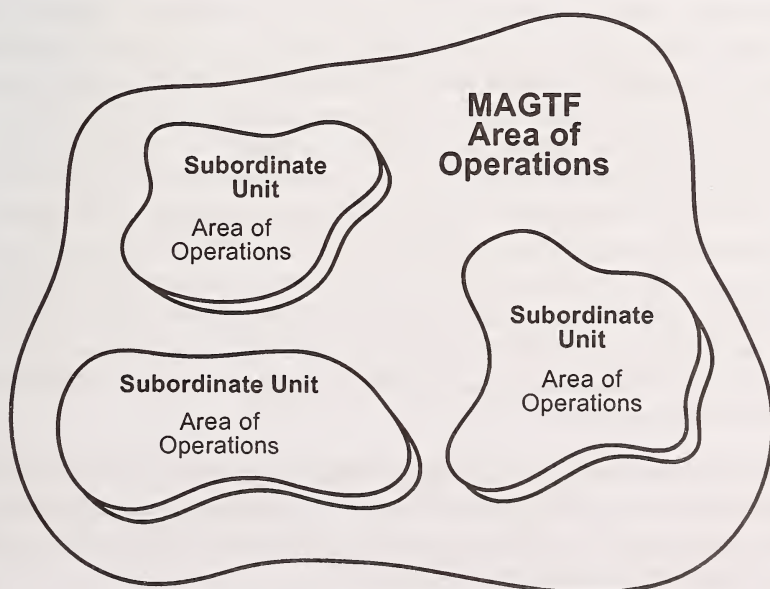 MAGTF
Area of
Operations
Subordinate
Unit
Area of
Operations
Subordinate
Unit
Area of
Operations
Subordinate Unit
Area of
Operations